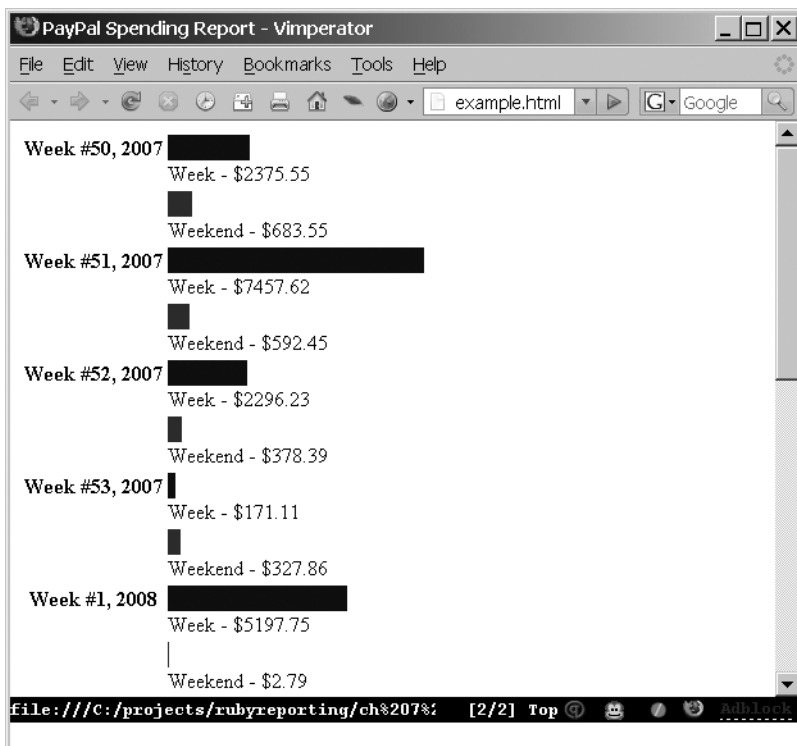 PayPal Spending Report - Vimperator
File Edit View History Bookmarks Tools Help
example.html G Google
Week #50, 2007
Week - $2375.55
Weekend - $683.55
Week #51, 2007
Week - $7457.62
Weekend - $592.45
Week #52, 2007
Week - $2296.23
Weekend - $378.39
Week #53, 2007
Week - $171.11
Weekend - $327.86
Week #1, 2008
Week - $5197.75
Weekend - $2.79
file:///C:/projects/rubyreporting/ch%207% [2/2] Top Adblock